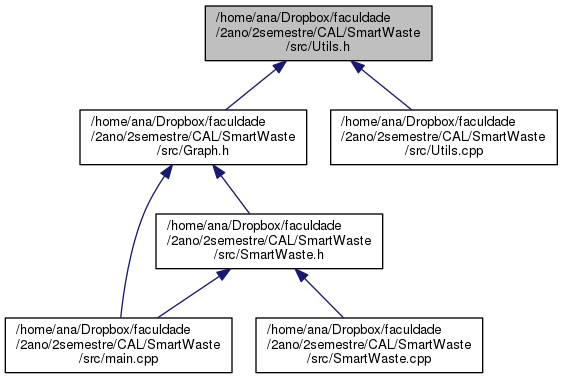 /home/ana/Dropbox/faculdade
/2ano/2semestre/CAL/SmartWaste
/src/Utils.h
/home/ana/Dropbox/faculdade
/2ano/2semestre/CAL/SmartWaste
/src/Graph.h
/home/ana/Dropbox/faculdade
/2ano/2semestre/CAL/SmartWaste
/src/Utils.cpp
/home/ana/Dropbox/faculdade
/2ano/2semestre/CAL/SmartWaste
/src/SmartWaste.h
/home/ana/Dropbox/faculdade
/2ano/2semestre/CAL/SmartWaste
/src/main.cpp
/home/ana/Dropbox/faculdade
/2ano/2semestre/CAL/SmartWaste
/src/SmartWaste.cpp